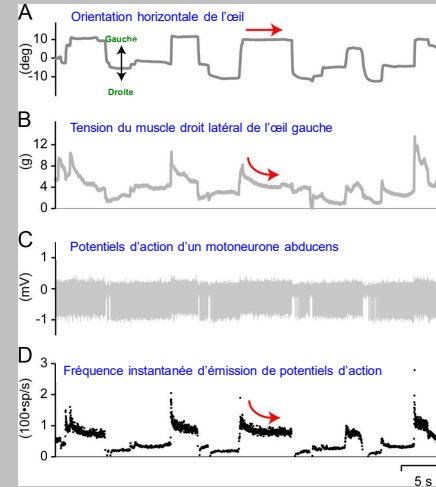 A
Orientation horizontale de l'œil
(deg)
10
0
-10
Gauche
Droite
B
Tension du muscle droit latéral de l'œil gauche
(g)
12
8
4
0
C
Potentiels d'action d'un motoneurone abducens
(mV)
1
0
-1
D
Fréquence instantanée d'émission de potentiels d'action
(100•sp/s)
3
2
1
0
5 s